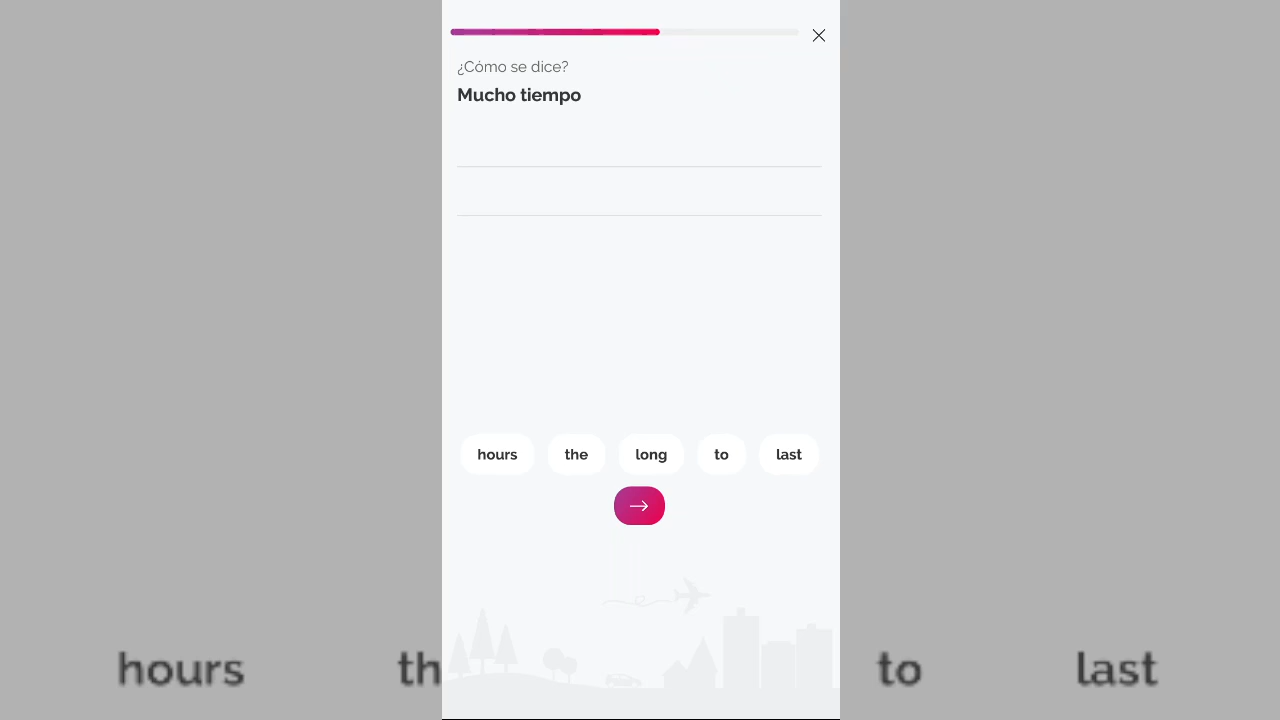 ¿Cómo se dice?
Mucho tiempo
hours the long to last
hours th to last